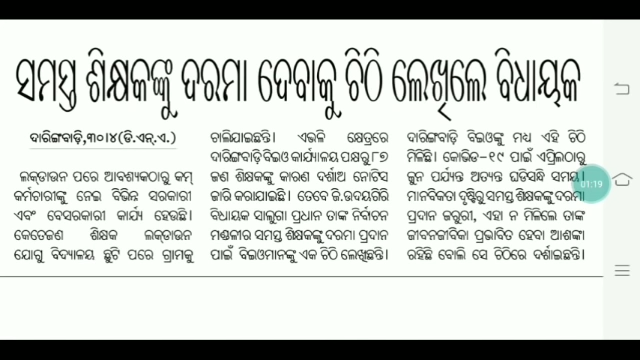 ସମସ୍ତ ଶିକ୍ଷକଙ୍କୁ ଦରମା ଦେବାକୁ ଚିଠି ଲେଖିଲେ ବିଧାୟକ
ଦାରିଙ୍ଗବାଡ଼ି,୩୦।୪(ଡି.ଏନ୍.ଏ.)
ଲକ୍‌ଡାଉନ ପରେ ଆବଶ୍ୟକଠାରୁ କମ୍
କର୍ମଚାରୀଙ୍କୁ ନେଇ ବିଭିନ୍ନ ସରକାରୀ
ଏବଂ ବେସରକାରୀ କାର୍ଯ୍ୟ ହେଉଛି।
କେତେଜଣ ଶିକ୍ଷକ ଲକ୍‌ଡାଉନ
ଯୋଗୁ ବିଦ୍ୟାଳୟ ଛୁଟି ପରେ ଗ୍ରାମକୁ
ଚାଲିଯାଇଛନ୍ତି। ଏଭଳି କ୍ଷେତ୍ରରେ
ଦାରିଙ୍ଗବାଡ଼ି ବିଇଓ କାର୍ଯ୍ୟାଳୟ ପକ୍ଷରୁ ୮୭
ଜଣ ଶିକ୍ଷକଙ୍କୁ କାରଣ ଦର୍ଶାଅ ନୋଟିସ
ଜାରି କରାଯାଇଛି। ତେବେ ଜି.ଉଦୟଗିରି
ବିଧାୟକ ସାଲୁଗା ପ୍ରଧାନ ତାଙ୍କ ନିର୍ବାଚନ
ମଣ୍ଡଳୀର ସମସ୍ତ ଶିକ୍ଷକଙ୍କୁ ଦରମା ପ୍ରଦାନ
ପାଇଁ ବିଇଓମାନଙ୍କୁ ଏକ ଚିଠି ଲେଖିଛନ୍ତି।
ଦାରିଙ୍ଗବାଡ଼ି ବିଇଓଙ୍କୁ ମଧ୍ୟ ଏହି ଚିଠି
ମିଳିଛି। କୋଭିଡ-୧୯ ପାଇଁ ଏପ୍ରିଲଠାରୁ
ଜୁନ ପର୍ଯ୍ୟନ୍ତ ଅତ୍ୟନ୍ତ ଘଡ଼ିସନ୍ଧି ସମୟ।
ମାନବିକତା ଦୃଷ୍ଟିରୁ ସମସ୍ତ ଶିକ୍ଷକଙ୍କୁ ଦରମା
ପ୍ରଦାନ ଜରୁରୀ, ଏହା ନ ମିଳିଲେ ତାଙ୍କ
ଜୀବନଜୀବିକା ପ୍ରଭାବିତ ହେବା ଆଶଙ୍କା
ରହିଛି ବୋଲି ସେ ଚିଠିରେ ଦର୍ଶାଇଛନ୍ତି।
01:19